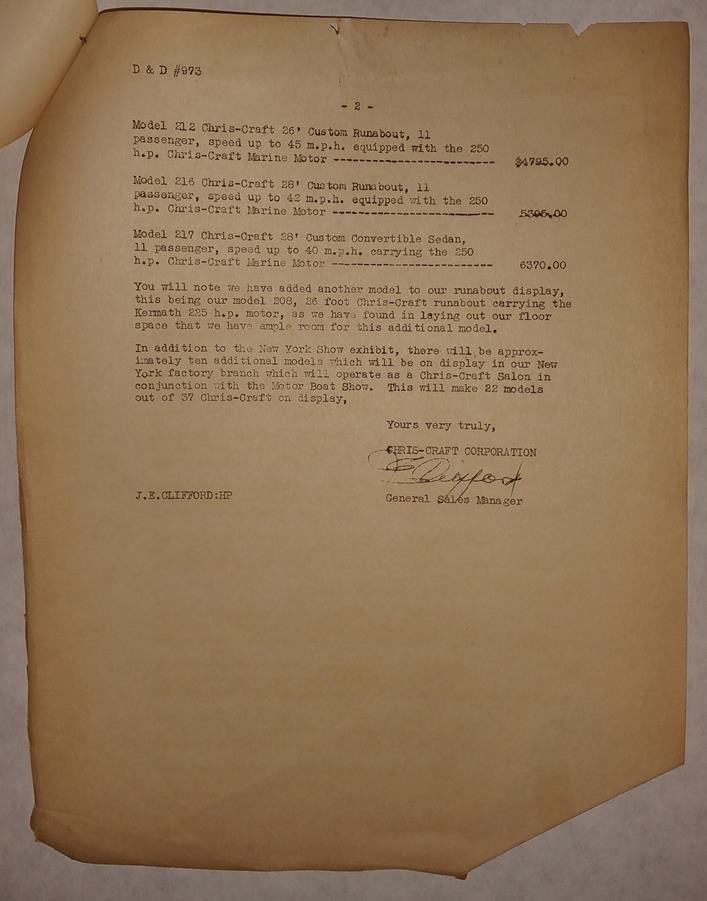 D & D #973
- 2 -
Model 212 Chris-Craft 26' Custom Runabout, 11
passenger, speed up to 45 m.p.h. equipped with the 250
h.p. Chris-Craft Marine Motor ------------------------- $4795.00
Model 216 Chris-Craft 28' Custom Runabout, 11
passenger, speed up to 42 m.p.h. equipped with the 250
h.p. Chris-Craft Marine Motor ------------------------- 5395.00
Model 217 Chris-Craft 28' Custom Convertible Sedan,
11 passenger, speed up to 40 m.p.h. carrying the 250
h.p. Chris-Craft Marine Motor ------------------------- 6370.00
You will note we have added another model to our runabout display,
this being our model 208, 26 foot Chris-Craft runabout carrying the
Kermath 225 h.p. motor, as we have found in laying out our floor
space that we have ample room for this additional model.
In addition to the New York Show exhibit, there will be approx-
imately ten additional models which will be on display in our New
York factory branch which will operate as a Chris-Craft Salon in
conjunction with the Motor Boat Show. This will make 22 models
out of 37 Chris-Craft on display,
Yours very truly,
CHRIS-CRAFT CORPORATION
J.E.CLIFFORD:HP
General Sales Manager